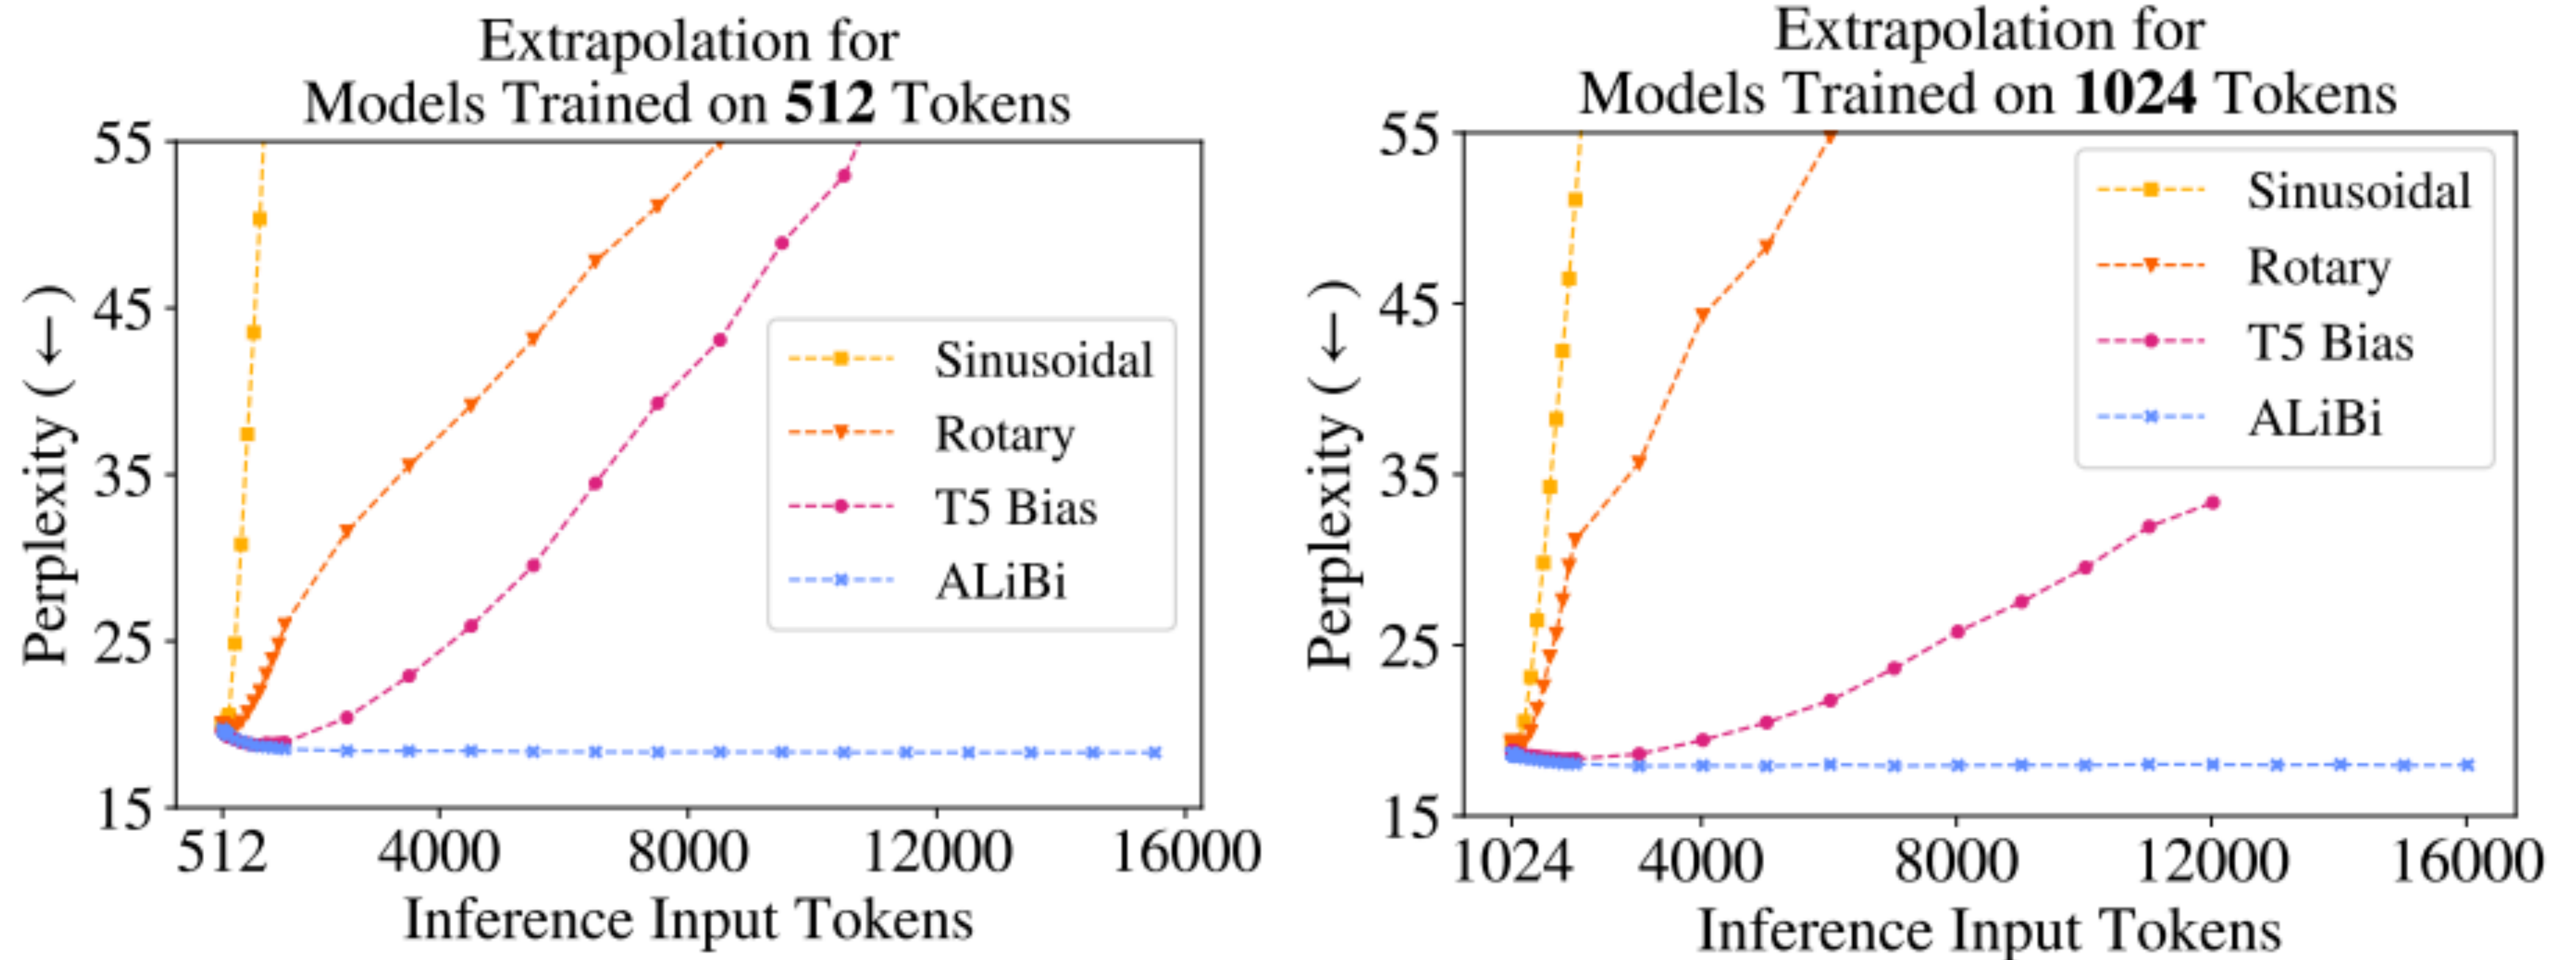 Extrapolation for
Models Trained on 512 Tokens
55
45
35
25
15
Perplexity (←)
Sinusoidal
Rotary
T5 Bias
ALiBi
512 4000 8000 12000 16000
Inference Input Tokens
Extrapolation for
Models Trained on 1024 Tokens
55
45
35
25
15
Perplexity (←)
Sinusoidal
Rotary
T5 Bias
ALiBi
1024 4000 8000 12000 16000
Inference Input Tokens